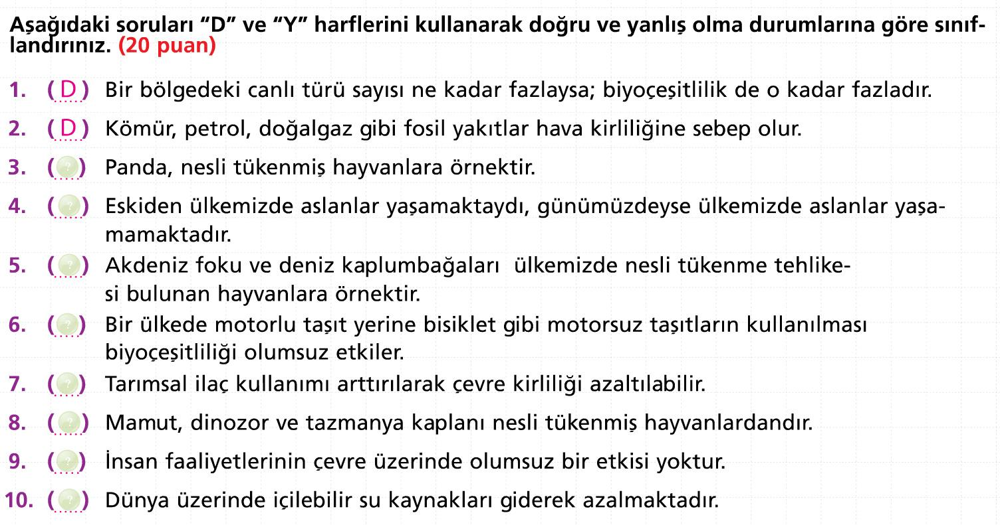 Aşağıdaki soruları “D” ve “Y” harflerini kullanarak doğru ve yanlış olma durumlarına göre sınıf-
landırınız. (20 puan)
1. (D) Bir bölgedeki canlı türü sayısı ne kadar fazlaysa; biyoçeşitlilik de o kadar fazladır.
2. (D) Kömür, petrol, doğalgaz gibi fosil yakıtlar hava kirliliğine sebep olur.
3. (?) Panda, nesli tükenmiş hayvanlara örnektir.
4. (?) Eskiden ülkemizde aslanlar yaşamaktaydı, günümüzdeyse ülkemizde aslanlar yaşa-
mamaktadır.
5. (?) Akdeniz foku ve deniz kaplumbağaları ülkemizde nesli tükenme tehlike-
si bulunan hayvanlara örnektir.
6. (?) Bir ülkede motorlu taşıt yerine bisiklet gibi motorsuz taşıtların kullanılması
biyoçeşitliliği olumsuz etkiler.
7. (?) Tarımsal ilaç kullanımı arttırılarak çevre kirliliği azaltılabilir.
8. (?) Mamut, dinozor ve tazmanya kaplanı nesli tükenmiş hayvanlardandır.
9. (?) İnsan faaliyetlerinin çevre üzerinde olumsuz bir etkisi yoktur.
10. (?) Dünya üzerinde içilebilir su kaynakları giderek azalmaktadır.